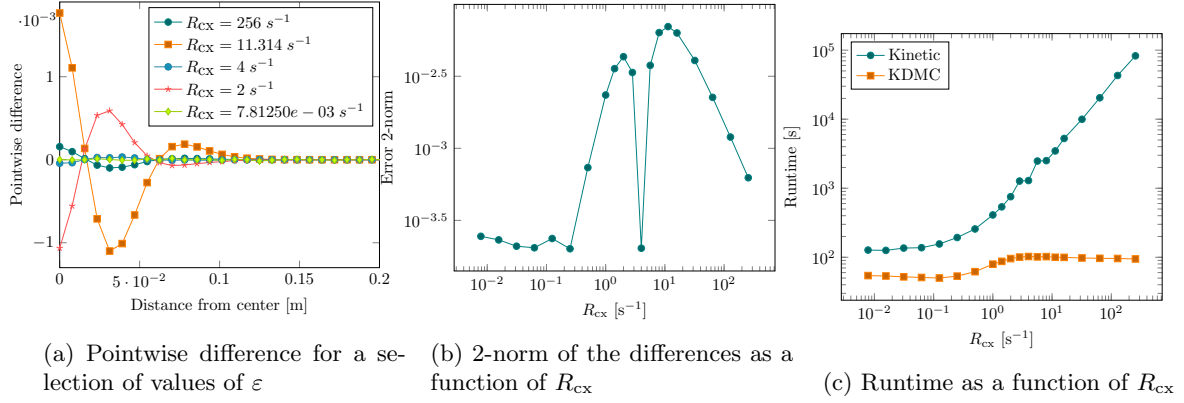 ·10⁻³
R_cx = 256 s⁻¹
R_cx = 11.314 s⁻¹
R_cx = 4 s⁻¹
R_cx = 2 s⁻¹
R_cx = 7.81250e − 03 s⁻¹
1
0
−1
Pointwise difference
0
5 · 10⁻²
0.1
0.15
0.2
Distance from center [m]
(a) Pointwise difference for a se-
lection of values of ε
10⁻²·⁵
10⁻³
10⁻³·⁵
Error 2-norm
10⁻²
10⁻¹
10⁰
10¹
10²
R_cx [s⁻¹]
(b) 2-norm of the differences as a
function of R_cx
Kinetic
KDMC
10⁵
10⁴
10³
10²
Runtime [s]
10⁻²
10⁻¹
10⁰
10¹
10²
R_cx [s⁻¹]
(c) Runtime as a function of R_cx